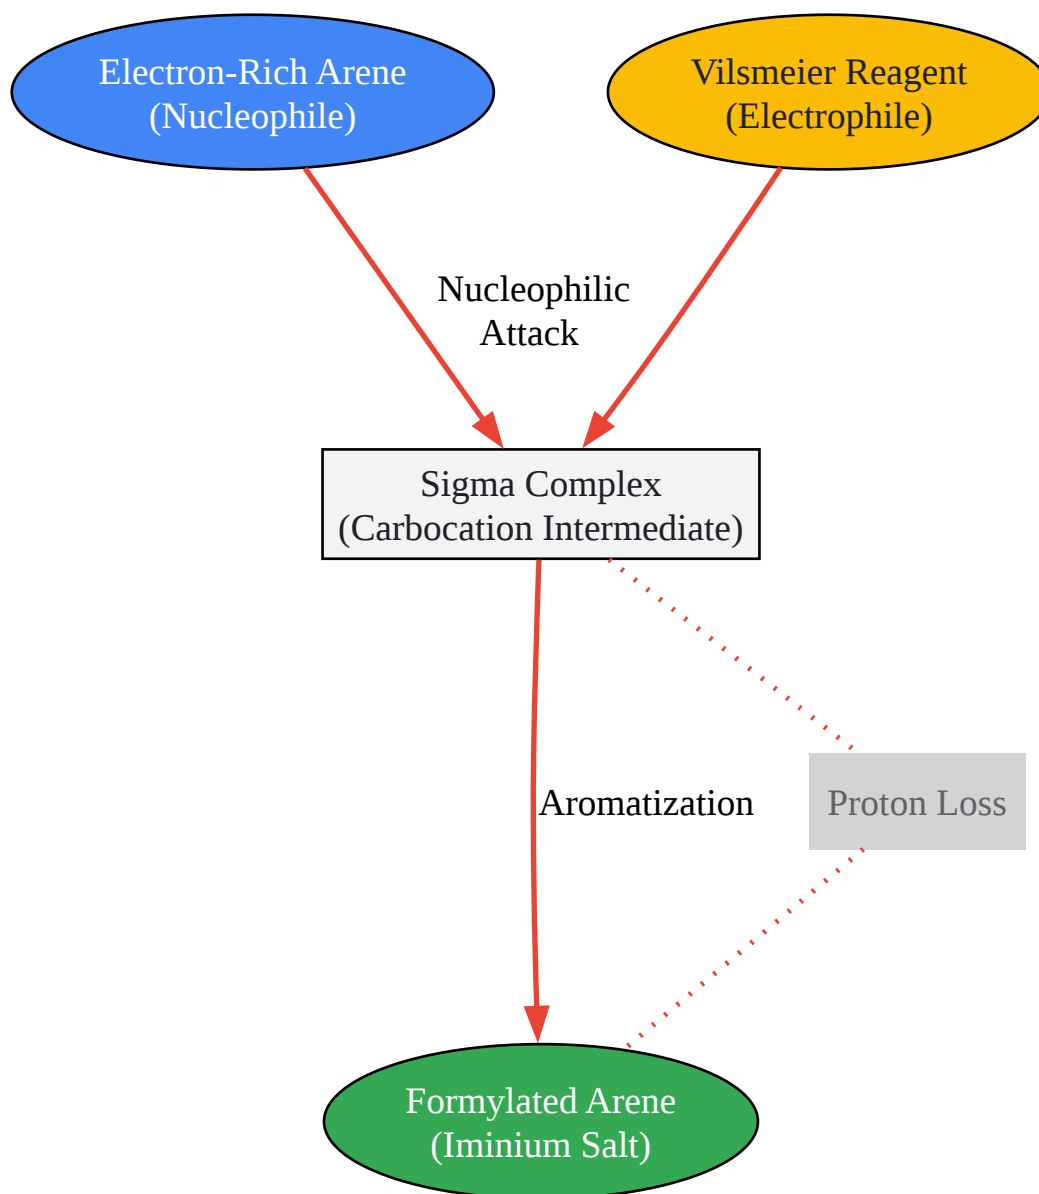 Electron-Rich Arene
(Nucleophile)
Vilsmeier Reagent
(Electrophile)
Nucleophilic
Attack
Sigma Complex
(Carbocation Intermediate)
Aromatization
Proton Loss
Formylated Arene
(Iminium Salt)